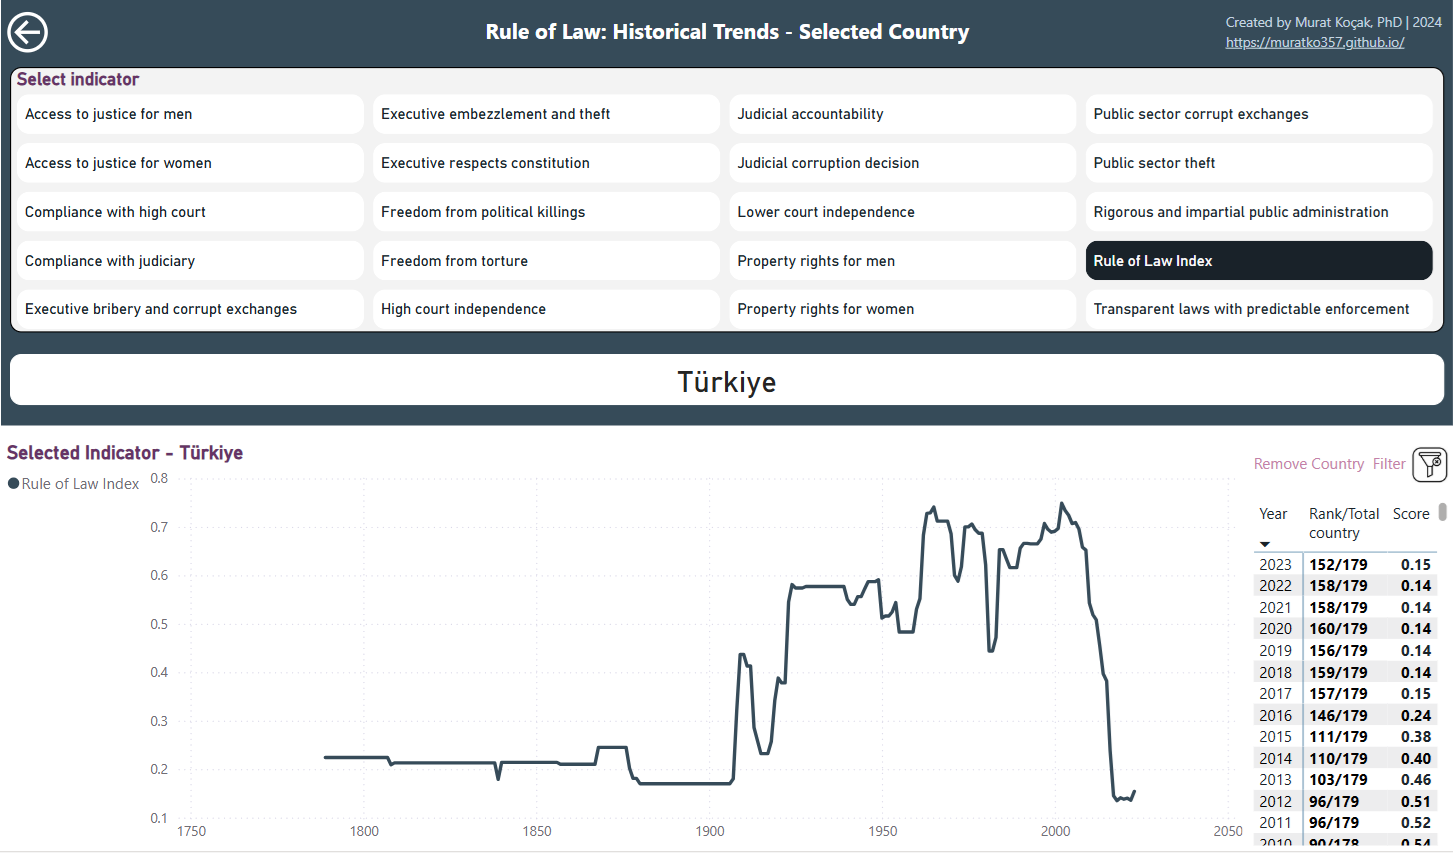 Rule of Law: Historical Trends - Selected Country
Created by Murat Koçak, PhD | 2024
https://muratko357.github.io/
Select indicator
Access to justice for men
Executive embezzlement and theft
Judicial accountability
Public sector corrupt exchanges
Access to justice for women
Executive respects constitution
Judicial corruption decision
Public sector theft
Compliance with high court
Freedom from political killings
Lower court independence
Rigorous and impartial public administration
Compliance with judiciary
Freedom from torture
Property rights for men
Rule of Law Index
Executive bribery and corrupt exchanges
High court independence
Property rights for women
Transparent laws with predictable enforcement
Türkiye
Selected Indicator - Türkiye
Rule of Law Index
0.8
0.7
0.6
0.5
0.4
0.3
0.2
0.1
1750 1800 1850 1900 1950 2000 2050
Remove Country Filter
Year Rank/Total country Score
2023 152/179 0.15
2022 158/179 0.14
2021 158/179 0.14
2020 160/179 0.14
2019 156/179 0.14
2018 159/179 0.14
2017 157/179 0.15
2016 146/179 0.24
2015 111/179 0.38
2014 110/179 0.40
2013 103/179 0.46
2012 96/179 0.51
2011 96/179 0.52
2010 90/178 0.54